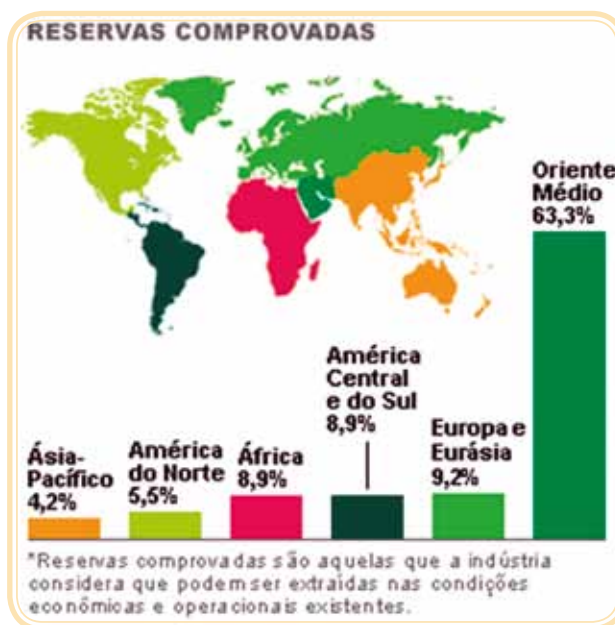 RESERVAS COMPROVADAS
Oriente
Médio
63,3%
América
Central
e do Sul
8,9%
Europa e
Eurásia
9,2%
África
8,9%
América
do Norte
5,5%
Ásia-
Pacífico
4,2%
*Reservas comprovadas são aquelas que a indústria
considera que podem ser extraídas nas condições
econômicas e operacionais existentes.